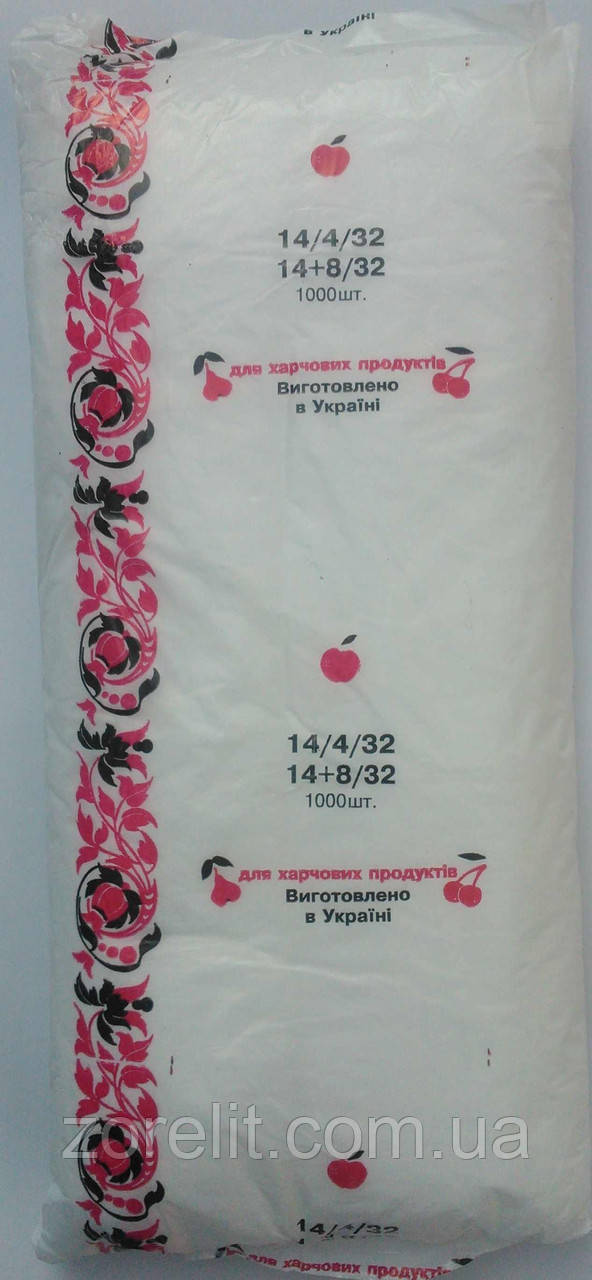 в Україні
14/4/32
14+8/32
1000шт.
для харчових продуктів
Виготовлено
в Україні
14/4/32
14+8/32
1000шт.
для харчових продуктів
Виготовлено
в Україні
zorelit.com.ua
14/4/32
для харчових продуктів